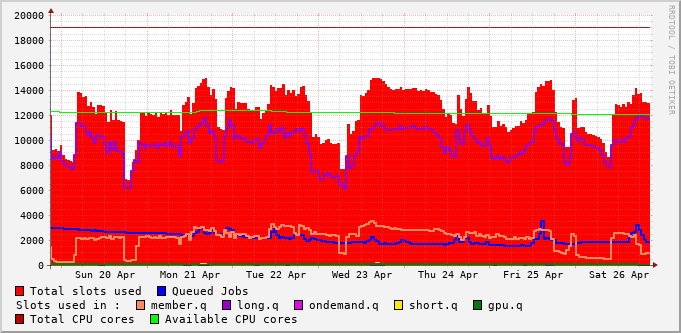 20000
18000
16000
14000
12000
10000
8000
6000
4000
2000
0
Sun 20 Apr Mon 21 Apr Tue 22 Apr Wed 23 Apr Thu 24 Apr Fri 25 Apr Sat 26 Apr
Total slots used Queued Jobs
Slots used in : member.q long.q ondemand.q short.q gpu.q
Total CPU cores Available CPU cores
RRDTOOL / TOBI OETIKER